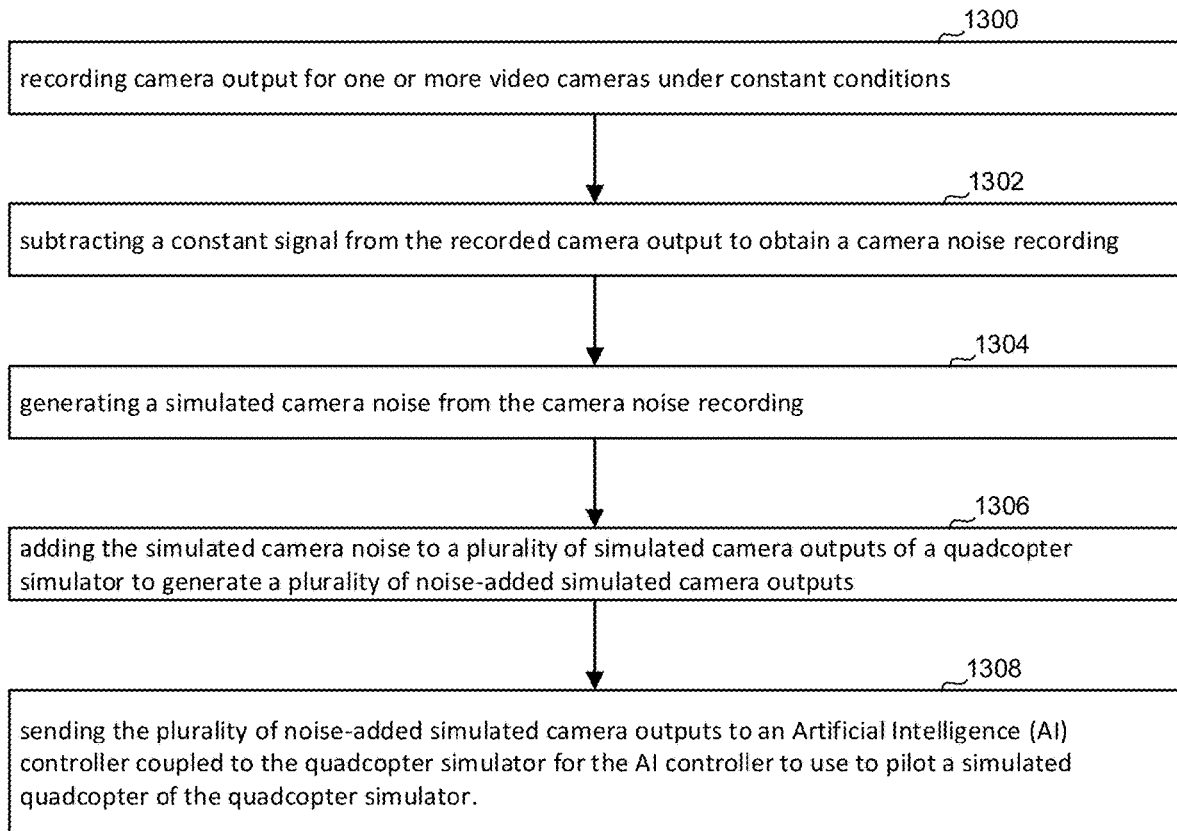 1300
recording camera output for one or more video cameras under constant conditions
1302
subtracting a constant signal from the recorded camera output to obtain a camera noise recording
1304
generating a simulated camera noise from the camera noise recording
1306
adding the simulated camera noise to a plurality of simulated camera outputs of a quadcopter
simulator to generate a plurality of noise-added simulated camera outputs
1308
sending the plurality of noise-added simulated camera outputs to an Artificial Intelligence (AI)
controller coupled to the quadcopter simulator for the AI controller to use to pilot a simulated
quadcopter of the quadcopter simulator.